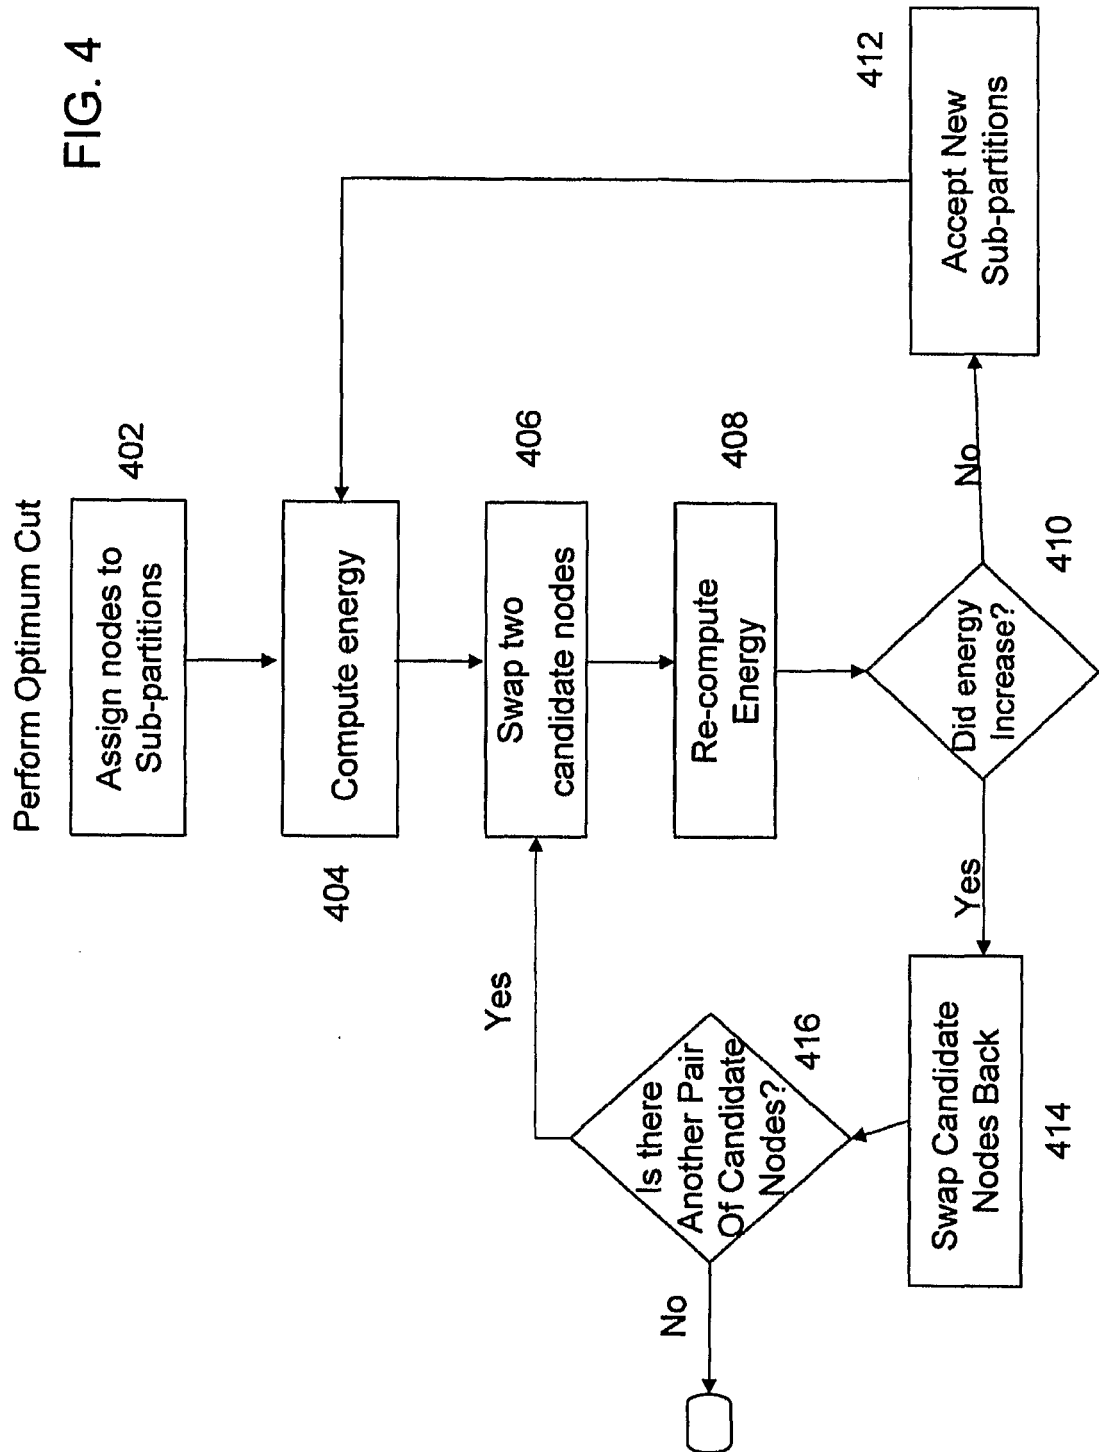 FIG. 4
Perform Optimum Cut
Assign nodes to
Sub-partitions
402
Compute energy
404
Swap two
candidate nodes
406
Re-compute
Energy
408
Did energy
Increase?
410
No
Accept New
Sub-partitions
412
Yes
Swap Candidate
Nodes Back
414
Is there
Another Pair
Of Candidate
Nodes?
416
Yes
No